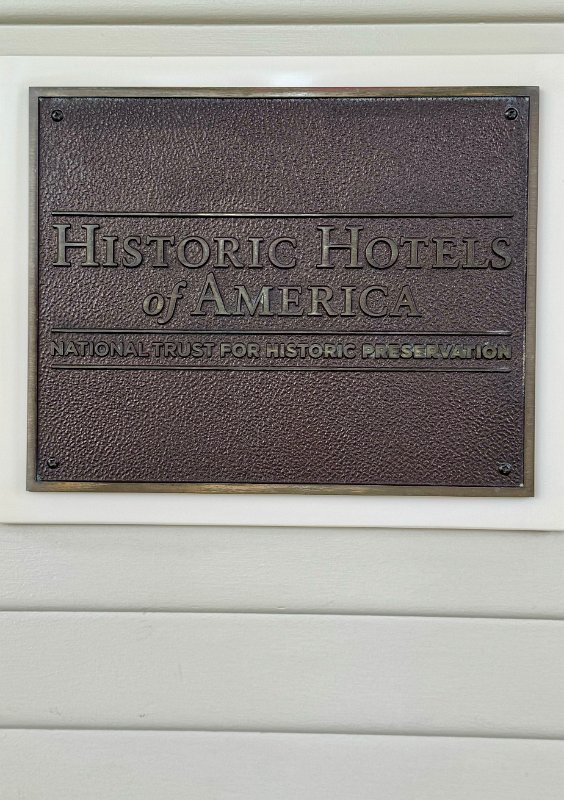 HISTORIC HOTELS
of AMERICA
NATIONAL TRUST FOR HISTORIC PRESERVATION